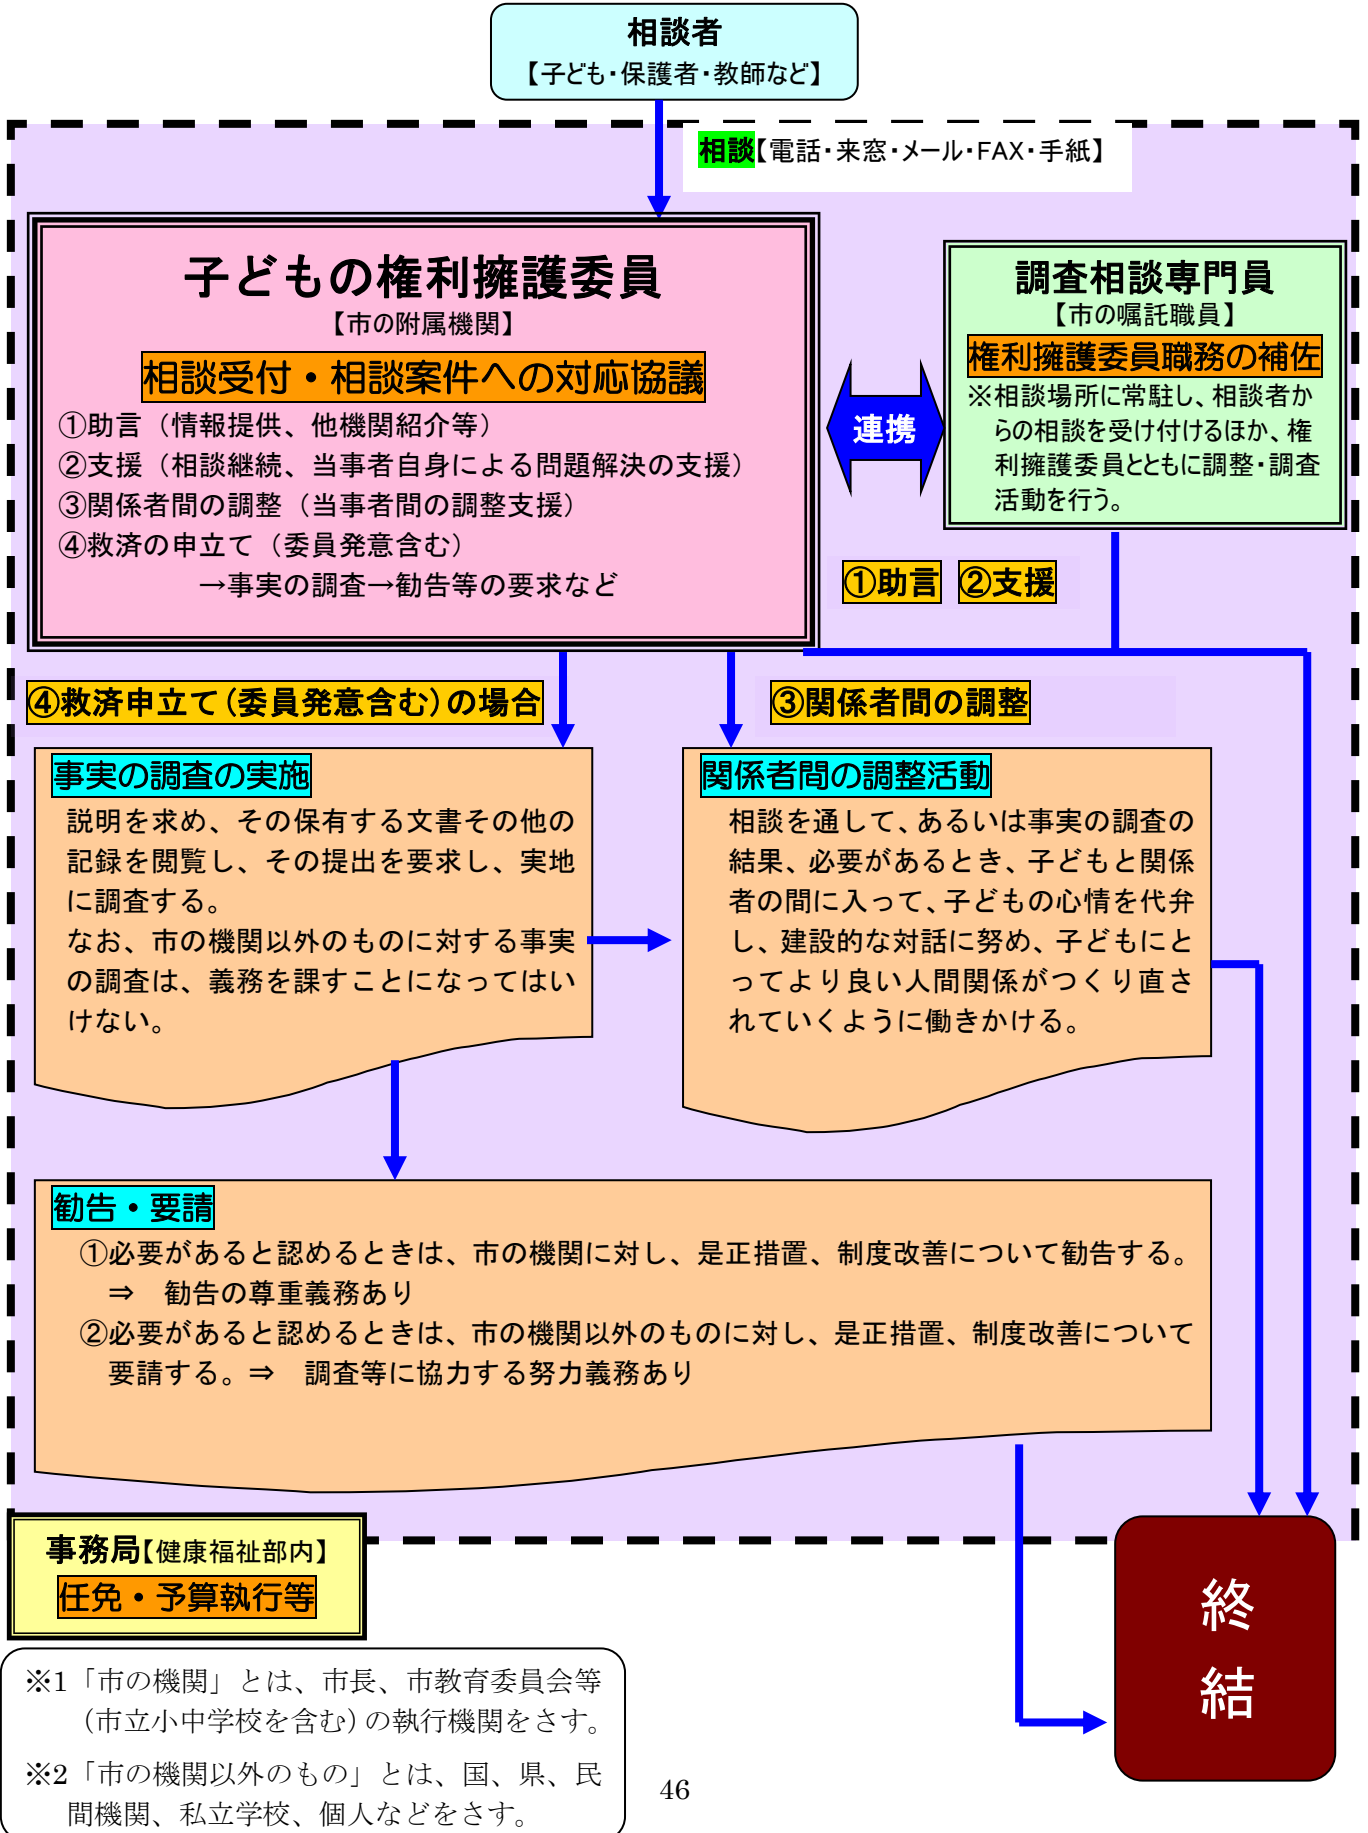 相談者
【子ども・保護者・教師など】
相談【電話・来窓・メール・FAX・手紙】
子どもの権利擁護委員
【市の附属機関】
相談受付・相談案件への対応協議
①助言（情報提供、他機関紹介等）
②支援（相談継続、当事者自身による問題解決の支援）
③関係者間の調整（当事者間の調整支援）
④救済の申立て（委員発意含む）
→事実の調査→勧告等の要求など
連携
調査相談専門員
【市の嘱託職員】
権利擁護委員職務の補佐
※相談場所に常駐し、相談者か
らの相談を受け付けるほか、権
利擁護委員とともに調整・調査
活動を行う。
①助言 ②支援
④救済申立て（委員発意含む）の場合
③関係者間の調整
事実の調査の実施
説明を求め、その保有する文書その他の
記録を閲覧し、その提出を要求し、実地
に調査する。
なお、市の機関以外のものに対する事実
の調査は、義務を課すことになってはい
けない。
関係者間の調整活動
相談を通して、あるいは事実の調査の
結果、必要があるとき、子どもと関係
者の間に入って、子どもの心情を代弁
し、建設的な対話に努め、子どもにと
ってより良い人間関係がつくり直さ
れていくように働きかける。
勧告・要請
①必要があると認めるときは、市の機関に対し、是正措置、制度改善について勧告する。
⇒　勧告の尊重義務あり
②必要があると認めるときは、市の機関以外のものに対し、是正措置、制度改善について
要請する。⇒　調査等に協力する努力義務あり
事務局【健康福祉部内】
任免・予算執行等
終
結
※1「市の機関」とは、市長、市教育委員会等
（市立小中学校を含む）の執行機関をさす。
※2「市の機関以外のもの」とは、国、県、民
間機関、私立学校、個人などをさす。
46